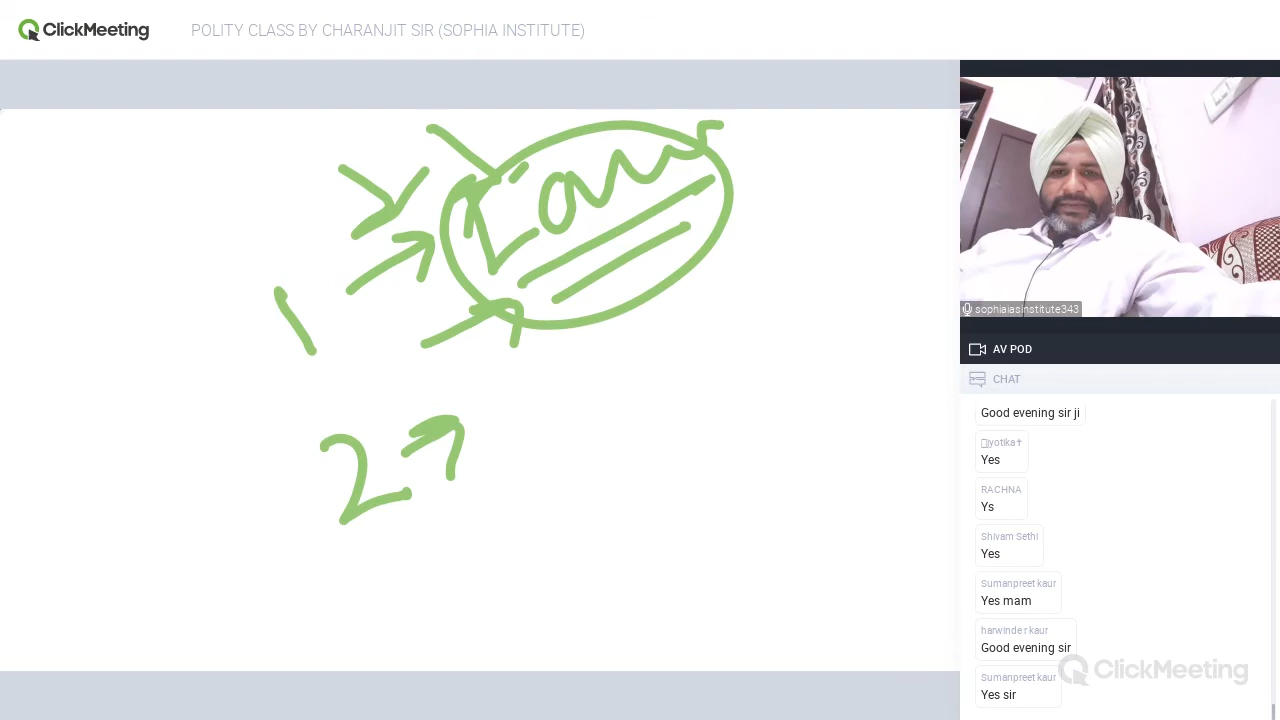 ClickMeeting
POLITY CLASS BY CHARANJIT SIR (SOPHIA INSTITUTE)
Law
1
2
sophiaiasinstitute343
AV POD
CHAT
Good evening sir ji
jyotika✝
Yes
RACHNA
Ys
Shivam Sethi
Yes
Sumanpreet kaur
Yes mam
harwinder kaur
Good evening sir
Sumanpreet kaur
Yes sir
ClickMeeting